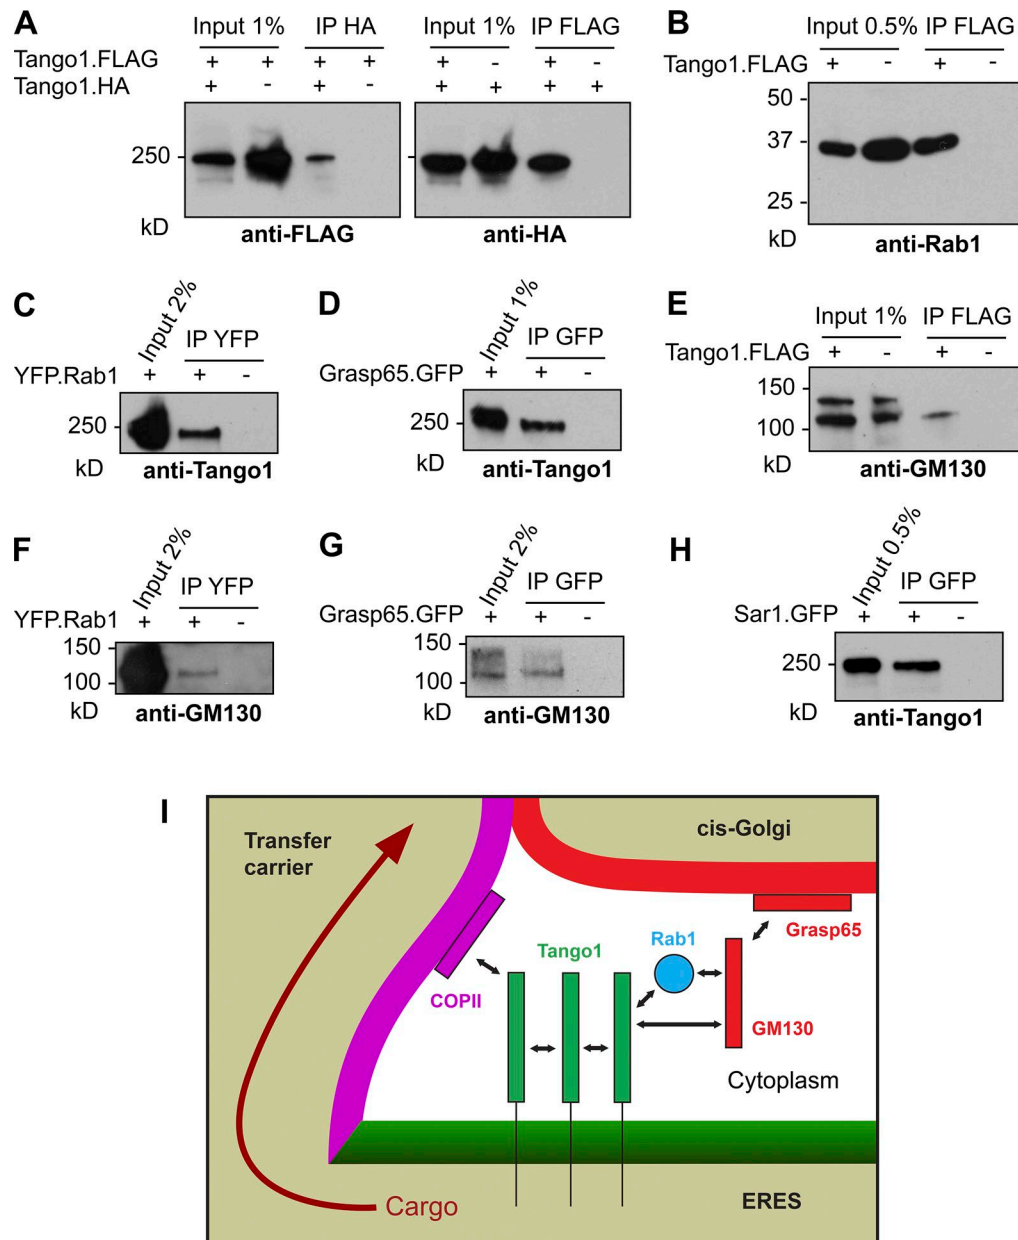 A
Input 1% IP HA Input 1% IP FLAG
Tango1.FLAG + + + + + - + -
Tango1.HA + - + - + + + +
250
kD
anti-FLAG anti-HA
B
Input 0.5% IP FLAG
Tango1.FLAG + - + -
50
37
25
kD
anti-Rab1
C
Input 2%
IP YFP
YFP.Rab1 + + -
250
kD
anti-Tango1
D
Input 1%
IP GFP
Grasp65.GFP + + -
250
kD
anti-Tango1
E
Input 1% IP FLAG
Tango1.FLAG + - + -
150
100
kD
anti-GM130
F
Input 2%
IP YFP
YFP.Rab1 + + -
150
100
kD
anti-GM130
G
Input 2%
IP GFP
Grasp65.GFP + + -
150
100
kD
anti-GM130
H
Input 0.5%
IP GFP
Sar1.GFP + + -
250
kD
anti-Tango1
I
Transfer
carrier
cis-Golgi
Grasp65
Rab1
Tango1
COPII
GM130
Cytoplasm
Cargo
ERES